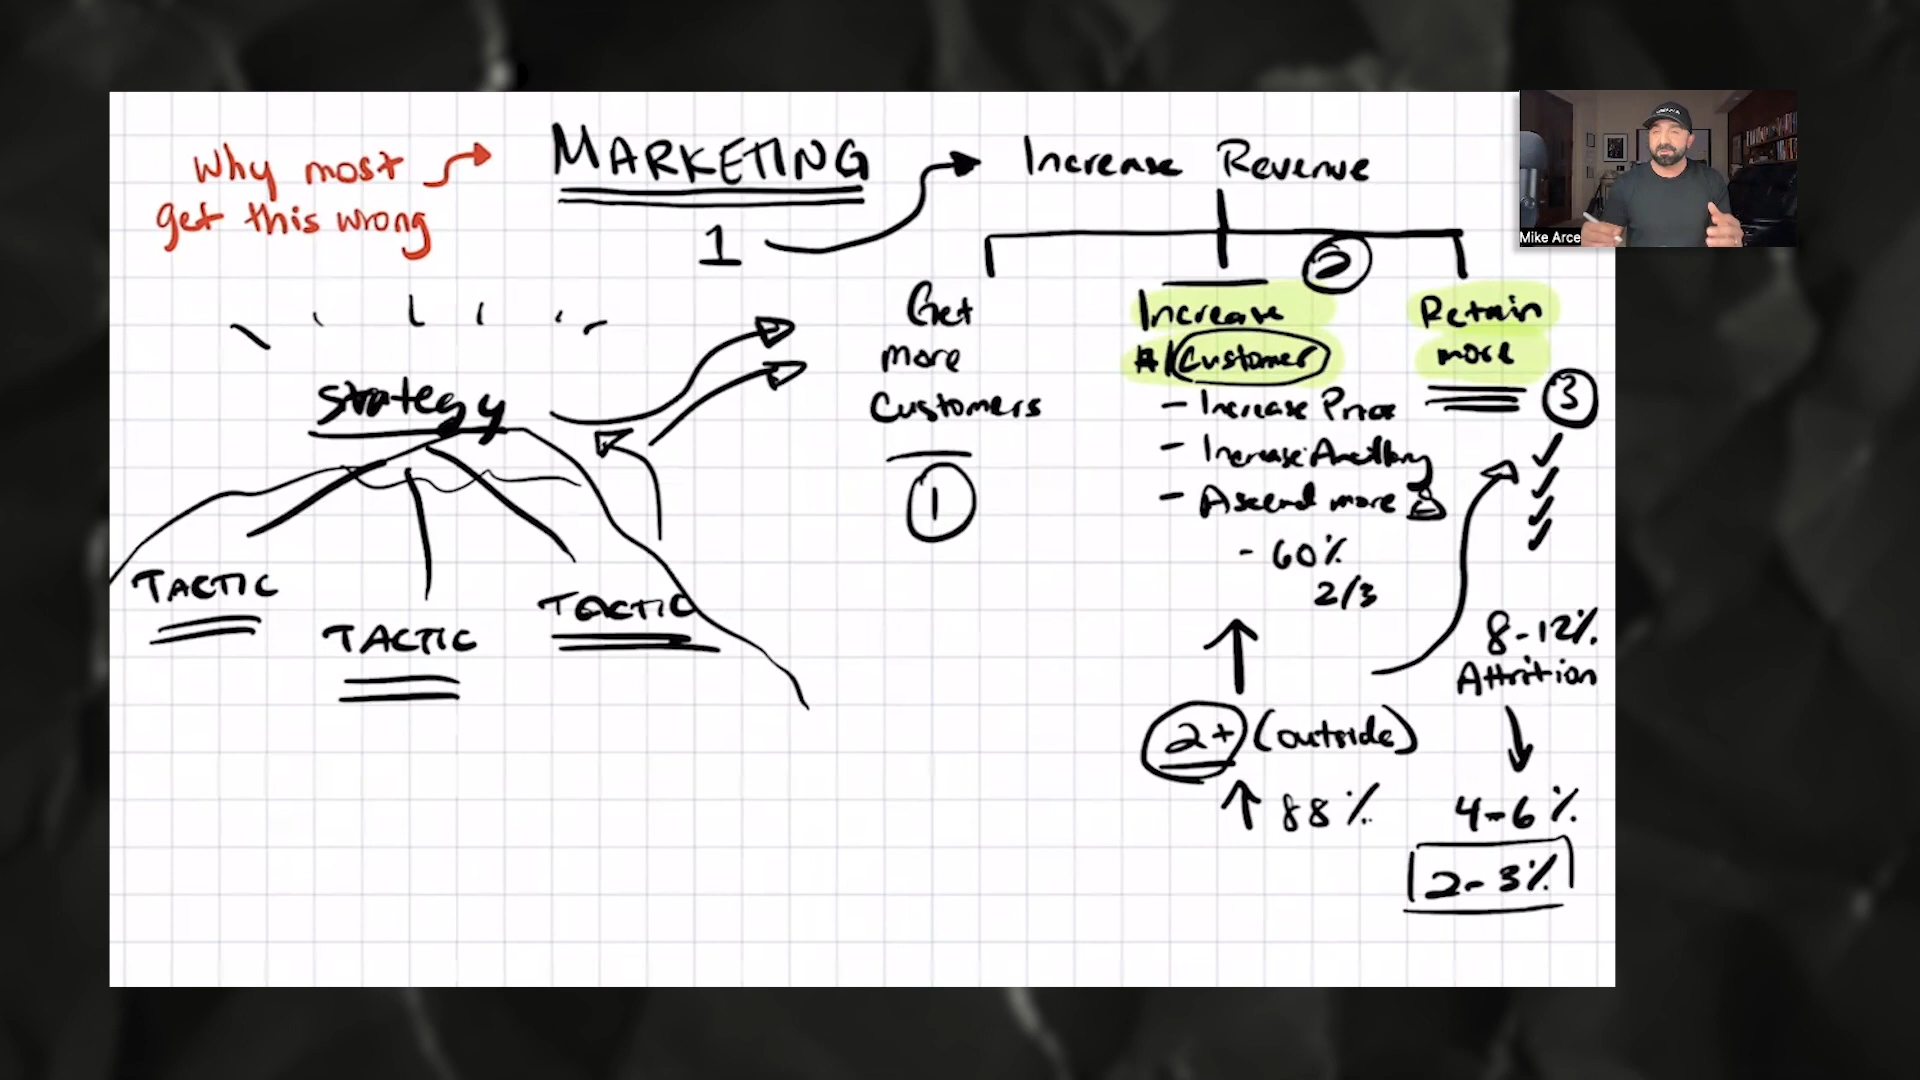 Why most
get this wrong
MARKETING
1
Increase Revenue
Mike Arce
Strategy
TACTIC
TACTIC
TACTIC
Get
more
Customers
1
2
Increase
Customer
- Increase Price
- Increase Ancillary
- Ascend more
- 60%
2/3
2+ (outside)
88%
Retain
more
3
8-12%
Attrition
4-6%
2-3%